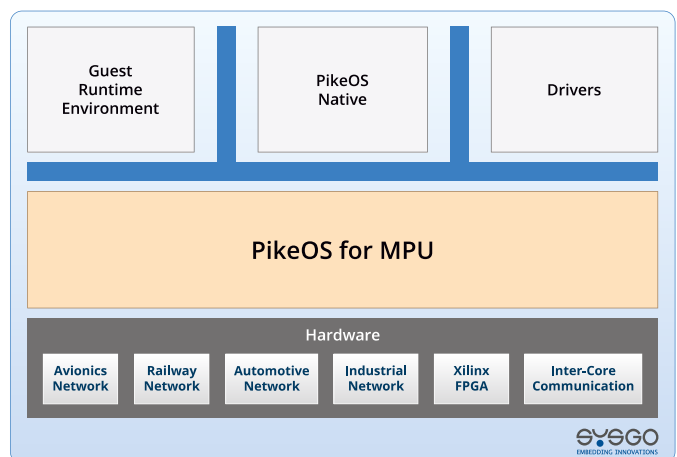 Guest
Runtime
Environment
PikeOS
Native
Drivers
PikeOS for MPU
Hardware
Avionics
Network
Railway
Network
Automotive
Network
Industrial
Network
Xilinx
FPGA
Inter-Core
Communication
SYSGO
EMBEDDING INNOVATIONS